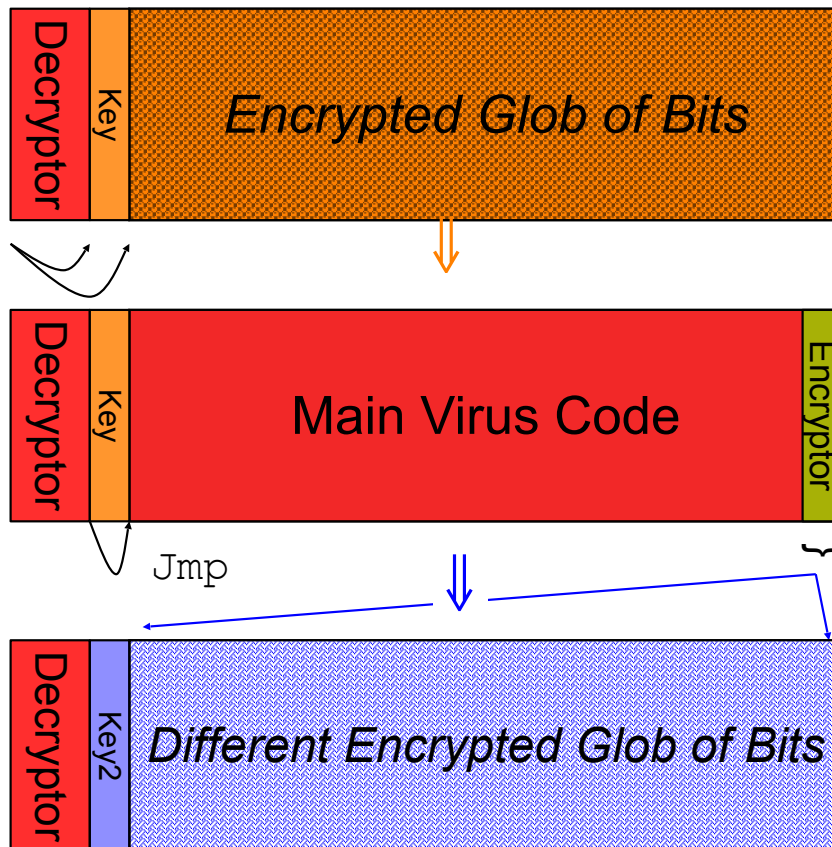 Decryptor
Key
Encrypted Glob of Bits
Decryptor
Key
Main Virus Code
Encryptor
Jmp
{
Decryptor
Key2
Different Encrypted Glob of Bits